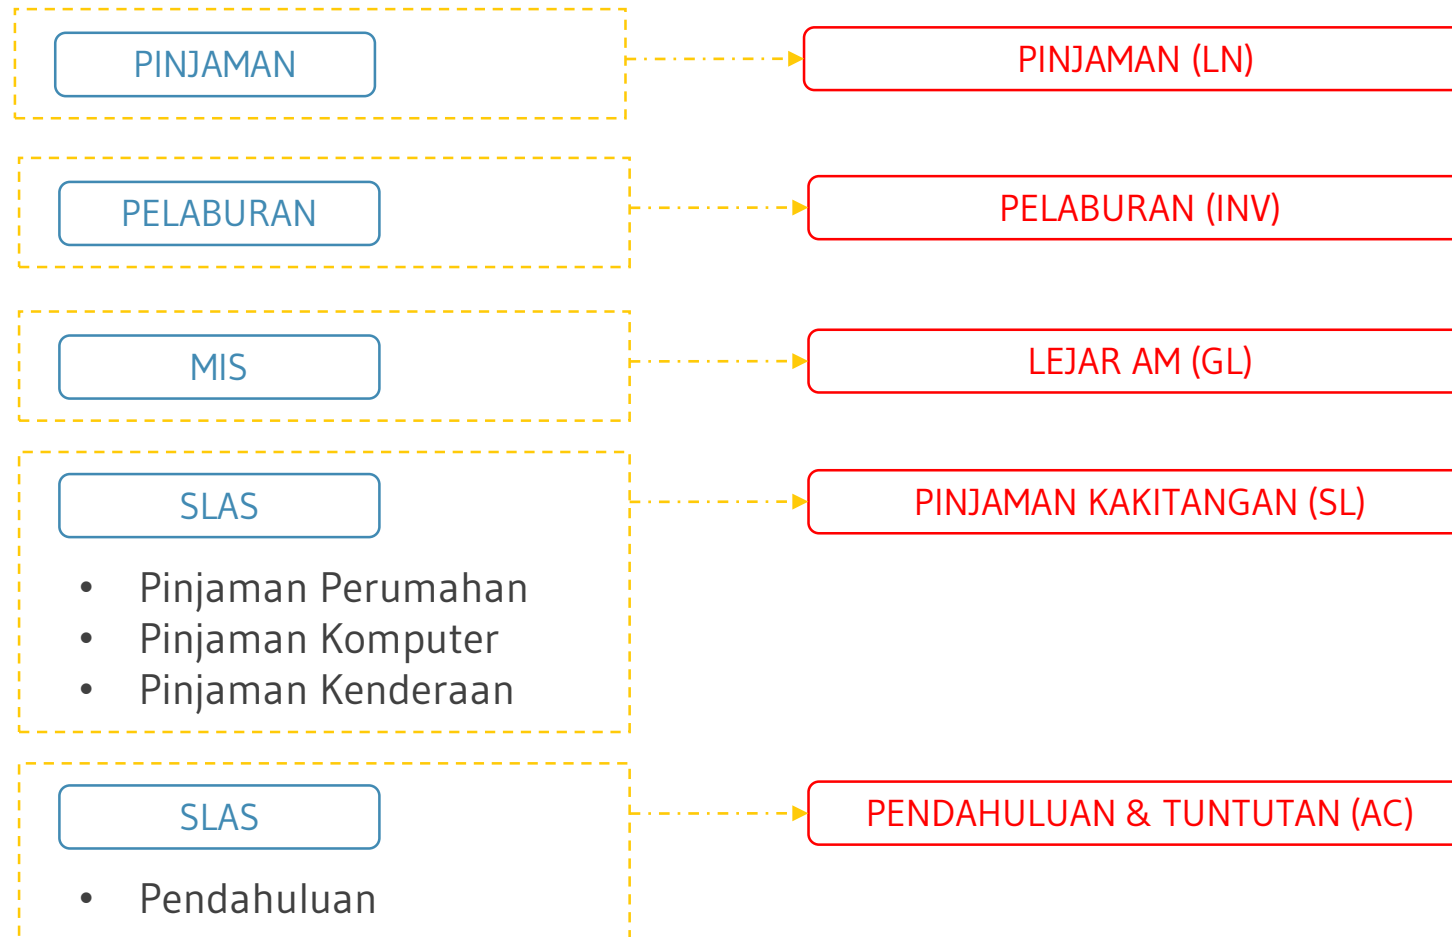 PINJAMAN
PINJAMAN (LN)
PELABURAN
PELABURAN (INV)
MIS
LEJAR AM (GL)
SLAS
PINJAMAN KAKITANGAN (SL)
• Pinjaman Perumahan
• Pinjaman Komputer
• Pinjaman Kenderaan
SLAS
PENDAHULUAN & TUNTUTAN (AC)
• Pendahuluan